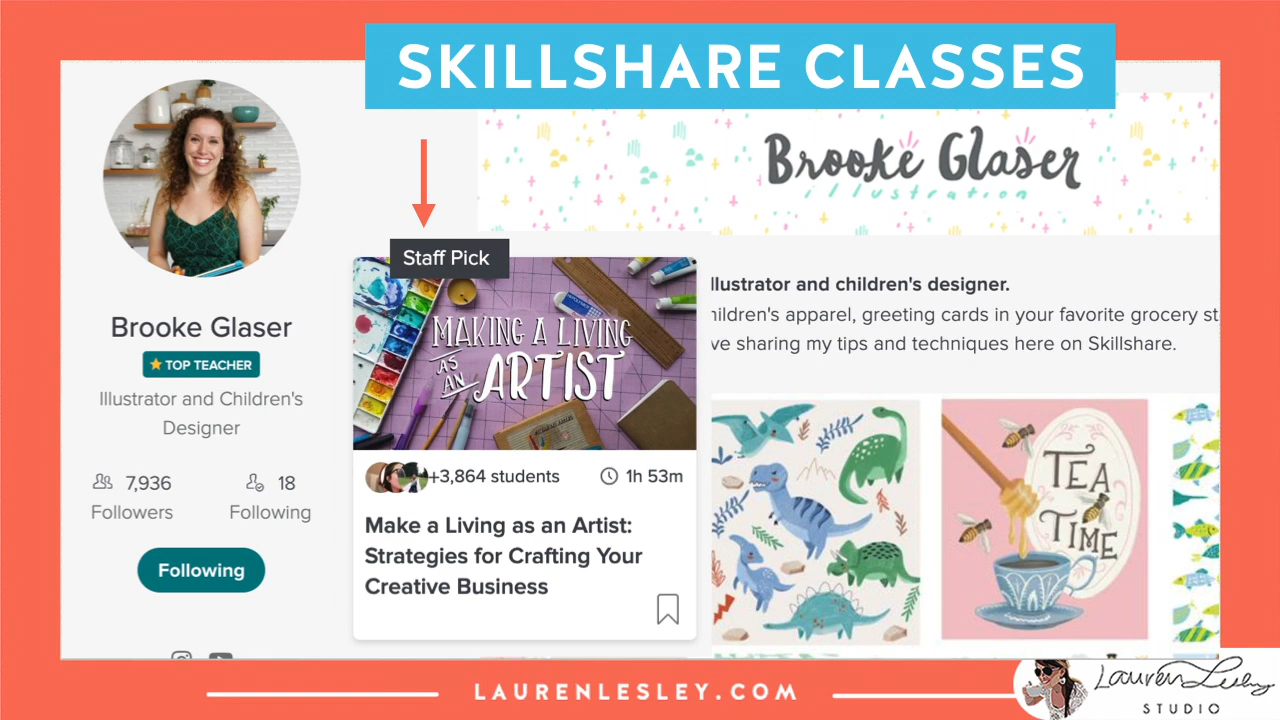 SKILLSHARE CLASSES
Brooke Glaser
illustration
Staff Pick
MAKING A LIVING
AS
AN
ARTIST
Brooke Glaser
TOP TEACHER
Illustrator and Children's
Designer
7,936
Followers
18
Following
Following
+3,864 students
1h 53m
Make a Living as an Artist:
Strategies for Crafting Your
Creative Business
llustrator and children's designer.
hildren's apparel, greeting cards in your favorite grocery st
ve sharing my tips and techniques here on Skillshare.
TEA
TIME
LAURENLESLEY.COM
Lauren Lesley
STUDIO